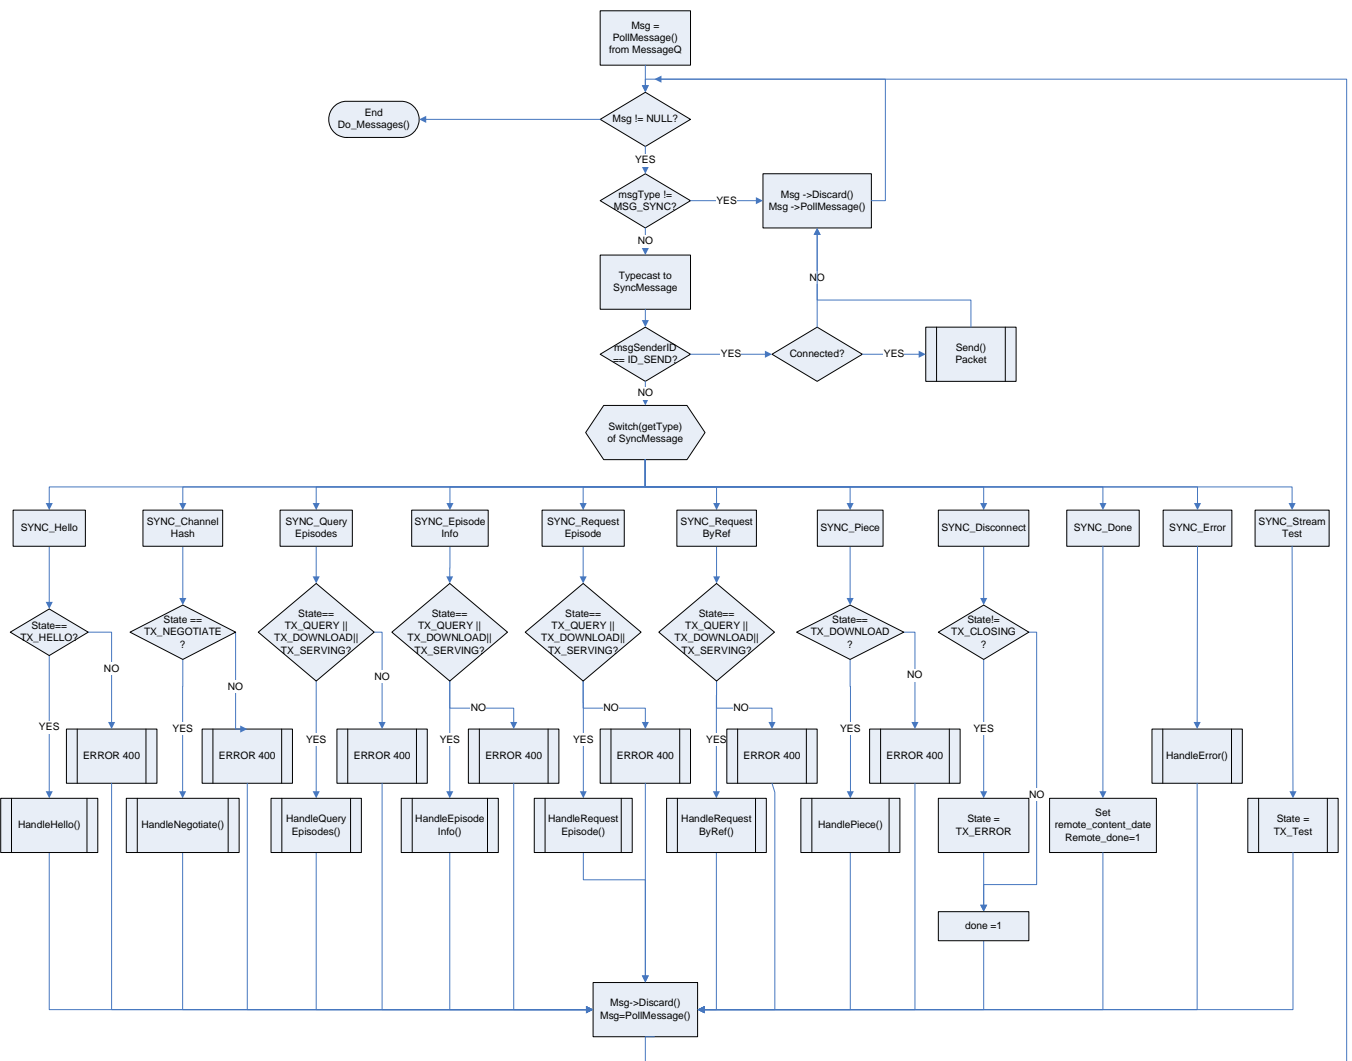 Msg =
PollMessage()
from MessageQ
End
Do_Messages()
Msg != NULL?
YES
msgType !=
MSG_SYNC?
YES
Msg ->Discard()
Msg ->PollMessage()
NO
Typecast to
SyncMessage
NO
msgSenderID
== ID_SEND?
YES
Connected?
YES
Send()
Packet
NO
Switch(getType)
of SyncMessage
SYNC_Hello
SYNC_Channel
Hash
SYNC_Query
Episodes
SYNC_Episode
Info
SYNC_Request
Episode
SYNC_Request
ByRef
SYNC_Piece
SYNC_Disconnect
SYNC_Done
SYNC_Error
SYNC_Stream
Test
State==
TX_HELLO?
State ==
TX_NEGOTIATE
?
State==
TX_QUERY ||
TX_DOWNLOAD||
TX_SERVING?
State==
TX_QUERY ||
TX_DOWNLOAD||
TX_SERVING?
State==
TX_QUERY ||
TX_DOWNLOAD||
TX_SERVING?
State==
TX_QUERY ||
TX_DOWNLOAD||
TX_SERVING?
State==
TX_DOWNLOAD
?
State!=
TX_CLOSING
?
NO
NO
NO
NO
NO
NO
YES
YES
YES
YES
YES
YES
YES
ERROR 400
ERROR 400
ERROR 400
ERROR 400
ERROR 400
ERROR 400
ERROR 400
HandleError()
NO
HandleHello()
HandleNegotiate()
HandleQuery
Episodes()
HandleEpisode
Info()
HandleRequest
Episode()
HandleRequest
ByRef()
HandlePiece()
State =
TX_ERROR
Set
remote_content_date
Remote_done=1
State =
TX_Test
done =1
Msg->Discard()
Msg=PollMessage()